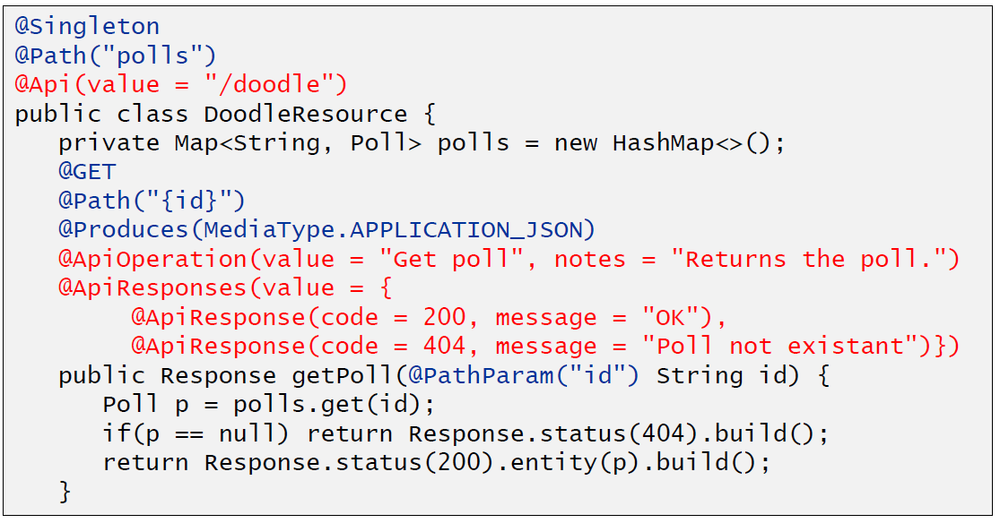 @Singleton
@Path("polls")
@Api(value = "/doodle")
public class DoodleResource {
   private Map<String, Poll> polls = new HashMap<>();
   @GET
   @Path("{id}")
   @Produces(MediaType.APPLICATION_JSON)
   @ApiOperation(value = "Get poll", notes = "Returns the poll.")
   @ApiResponses(value = {
        @ApiResponse(code = 200, message = "OK"),
        @ApiResponse(code = 404, message = "Poll not existant")})
   public Response getPoll(@PathParam("id") String id) {
      Poll p = polls.get(id);
      if(p == null) return Response.status(404).build();
      return Response.status(200).entity(p).build();
   }